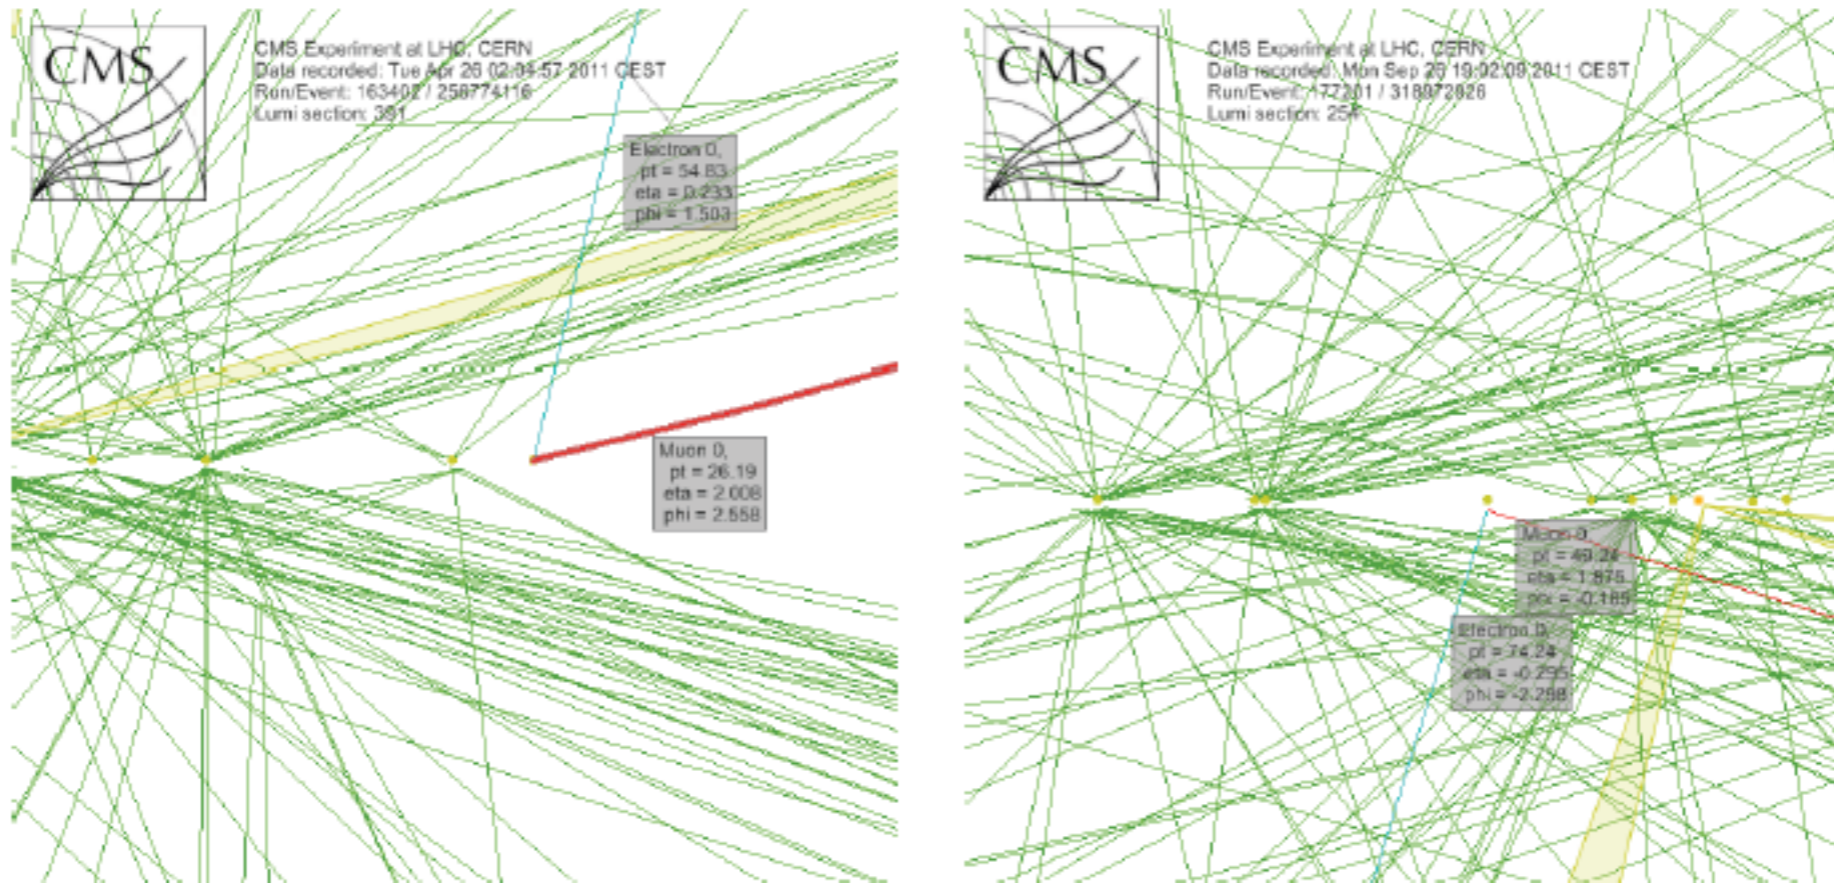 CMS
CMS Experiment at LHC, CERN
Data recorded: Tue Apr 26 02:04:57 2011 CEST
Run/Event: 163402 / 258774116
Lumi section: 391
Electron 0,
pt = 54.83
eta = 0.233
phi = 1.503
Muon 0,
pt = 26.19
eta = 2.008
phi = 2.558
CMS
CMS Experiment at LHC, CERN
Data recorded: Mon Sep 26 19:02:09 2011 CEST
Run/Event: 177201 / 318972926
Lumi section: 254
Muon 0,
pt = 49.24
eta = 1.875
phi = -0.185
Electron 0,
pt = 74.24
eta = -0.295
phi = -2.298